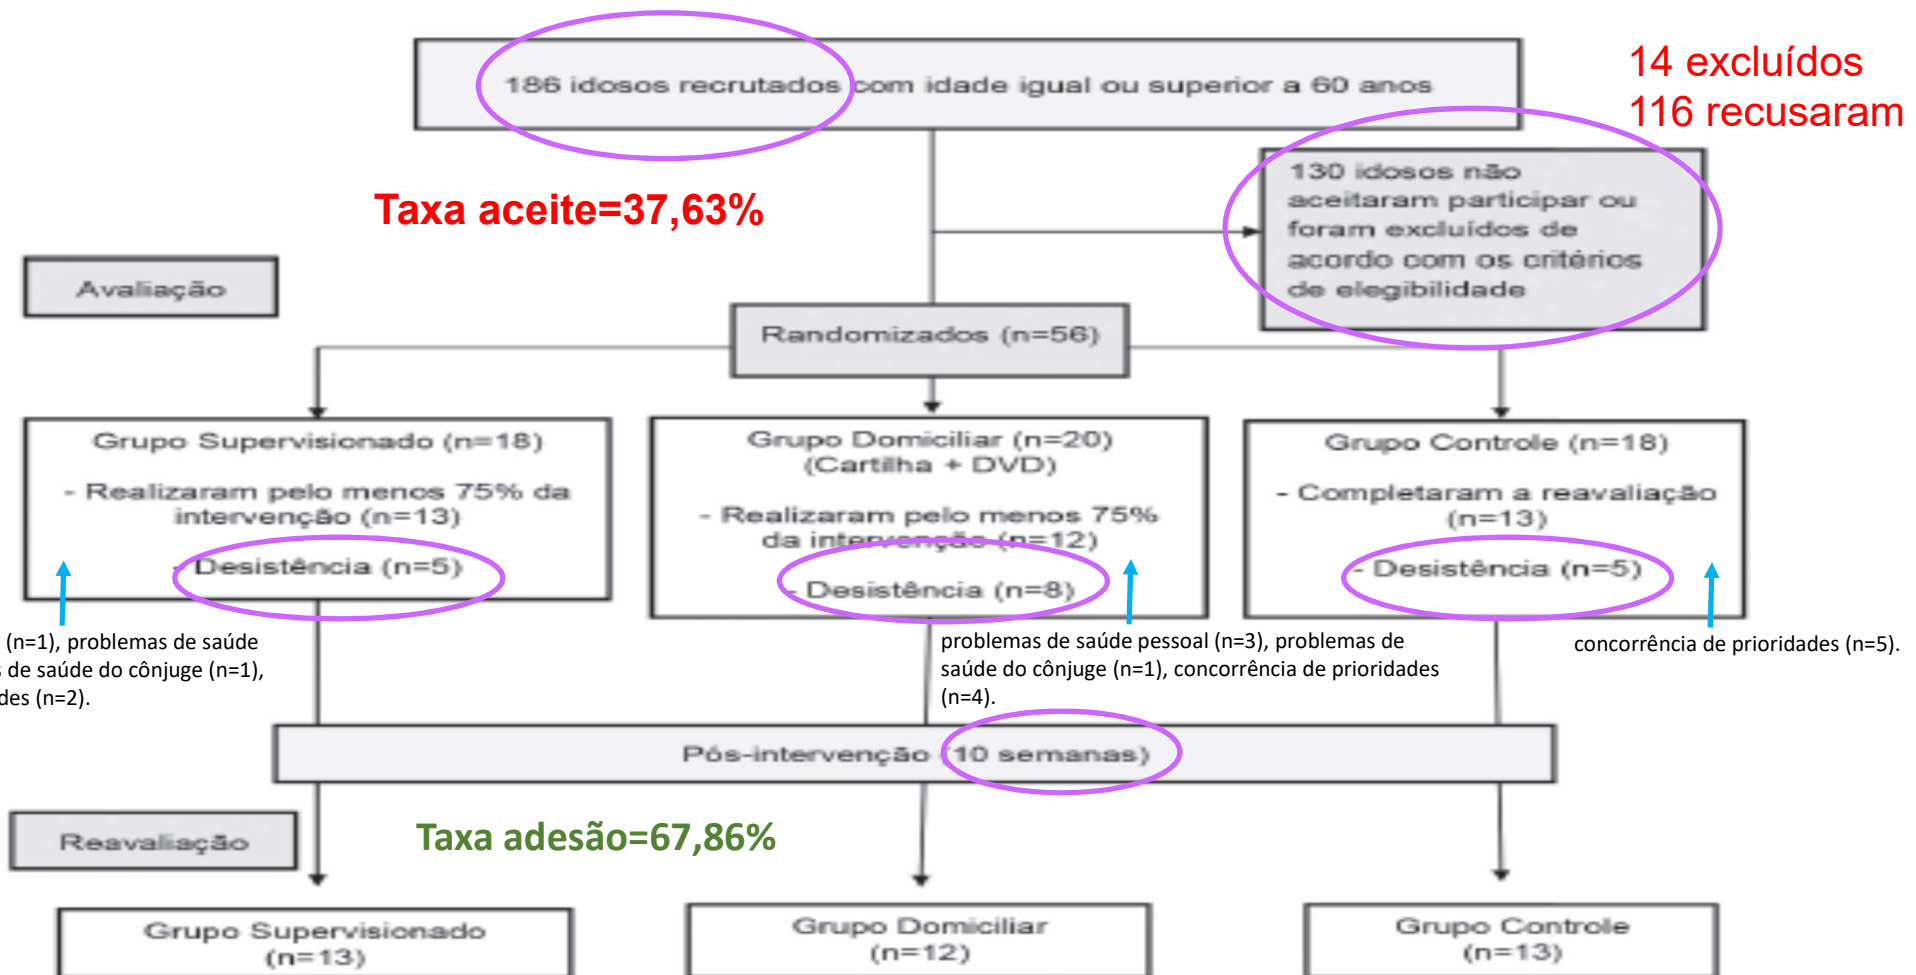 186 idosos recrutados com idade igual ou superior a 60 anos
14 excluídos
116 recusaram
130 idosos não
aceitaram participar ou
foram excluídos de
acordo com os critérios
de elegibilidade
Taxa aceite=37,63%
Avaliação
Randomizados (n=56)
Grupo Supervisionado (n=18)
- Realizaram pelo menos 75% da
intervenção (n=13)
- Desistência (n=5)
Grupo Domiciliar (n=20)
(Cartilha + DVD)
- Realizaram pelo menos 75%
da intervenção (n=12)
- Desistência (n=8)
Grupo Controle (n=18)
- Completaram a reavaliação
(n=13)
- Desistência (n=5)
(n=1), problemas de saúde
de saúde do cônjuge (n=1),
des (n=2).
problemas de saúde pessoal (n=3), problemas de
saúde do cônjuge (n=1), concorrência de prioridades
(n=4).
concorrência de prioridades (n=5).
Pós-intervenção (10 semanas)
Reavaliação
Taxa adesão=67,86%
Grupo Supervisionado
(n=13)
Grupo Domiciliar
(n=12)
Grupo Controle
(n=13)